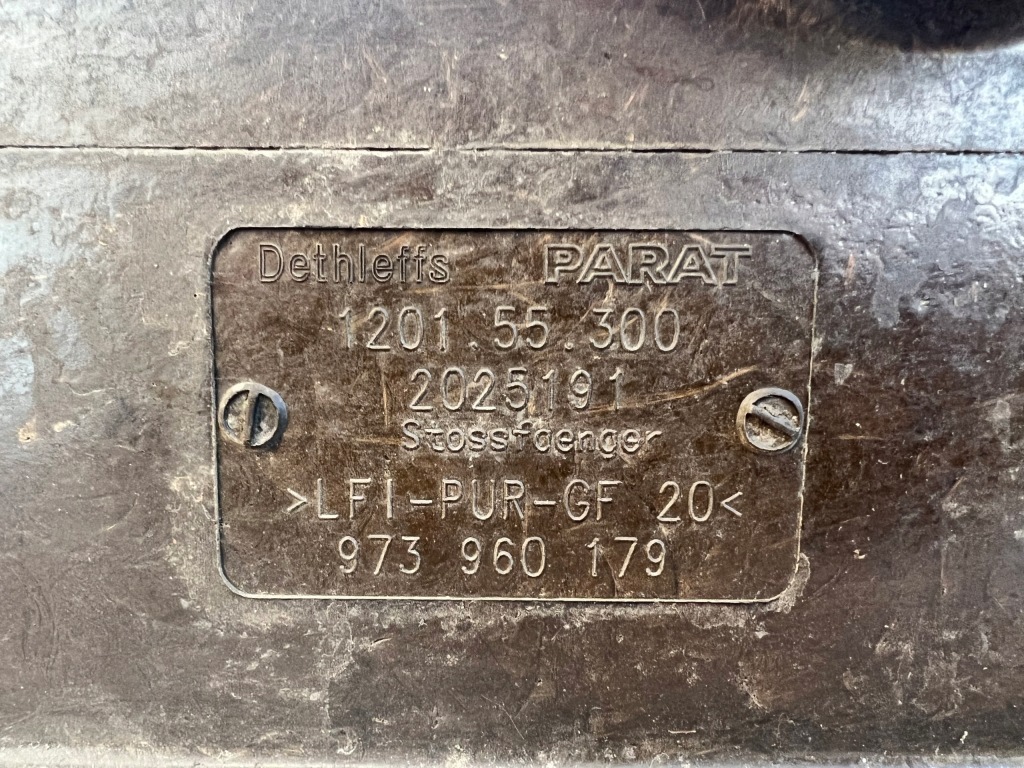 Dethleffs PARAT
1201.55.300
2025191
Stossfaenger
>LFI-PUR-GF 20<
973 960 179